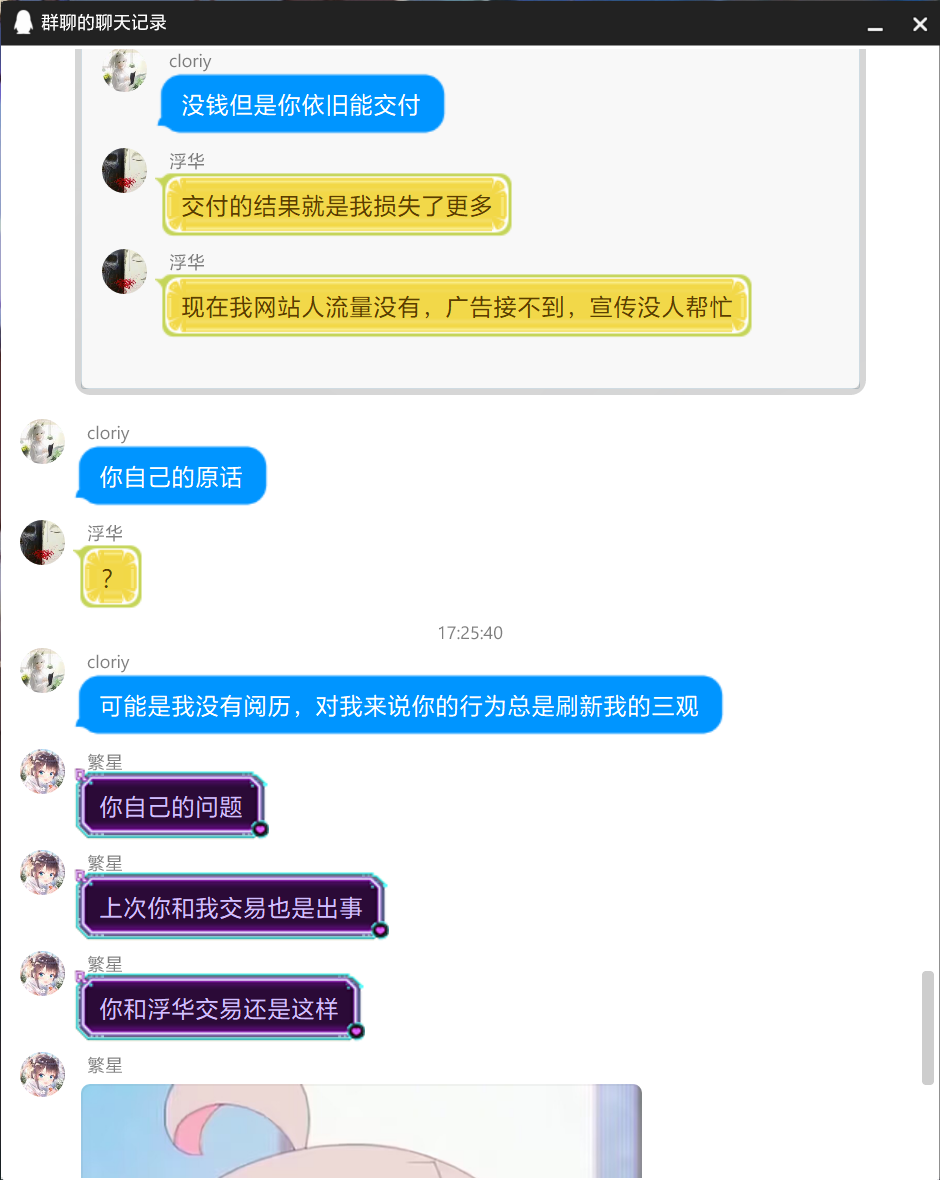 群聊的聊天记录
cloriy
没钱但是你依旧能交付
浮华
交付的结果就是我损失了更多
浮华
现在我网站人流量没有，广告接不到，宣传没人帮忙
cloriy
你自己的原话
浮华
？
17:25:40
cloriy
可能是我没有阅历，对我来说你的行为总是刷新我的三观
繁星
你自己的问题
繁星
上次你和我交易也是出事
繁星
你和浮华交易还是这样
繁星